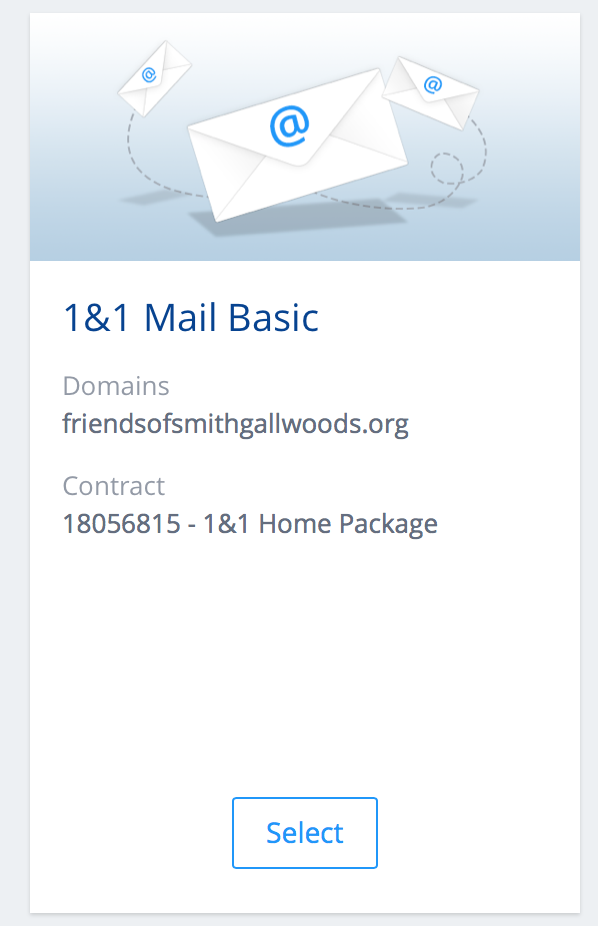 @
@
@
1&1 Mail Basic
Domains
friendsofsmithgallwoods.org
Contract
18056815 - 1&1 Home Package
Select